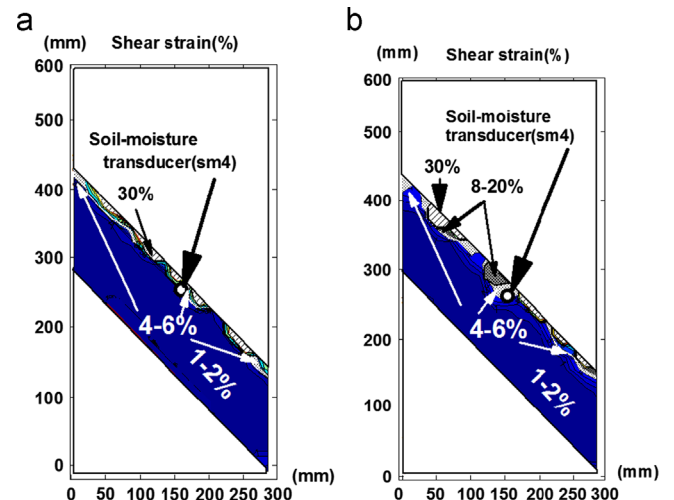 a
(mm) Shear strain(%)
600
500
400
300
200
100
0
Soil-moisture
transducer(sm4)
30%
4-6%
1-2%
0 50 100 150 200 250 300
(mm)
b
(mm) Shear strain(%)
600
500
400
300
200
100
0
Soil-moisture
transducer(sm4)
30%
8-20%
4-6%
1-2%
0 50 100 150 200 250 300
(mm)